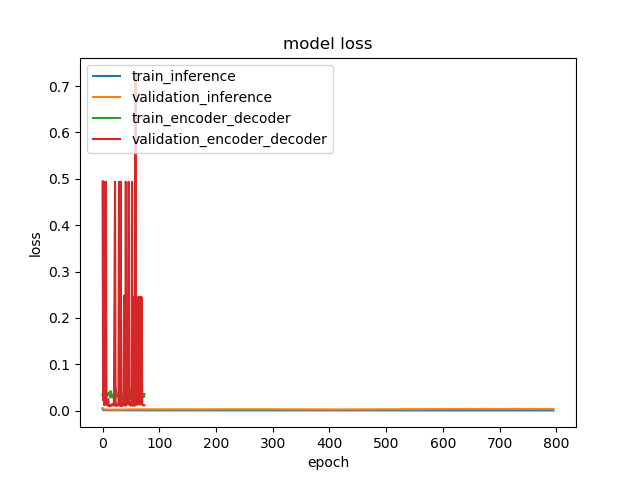 model loss
train_inference
validation_inference
train_encoder_decoder
validation_encoder_decoder
0.7
0.6
0.5
0.4
0.3
0.2
0.1
0.0
loss
0 100 200 300 400 500 600 700 800
epoch